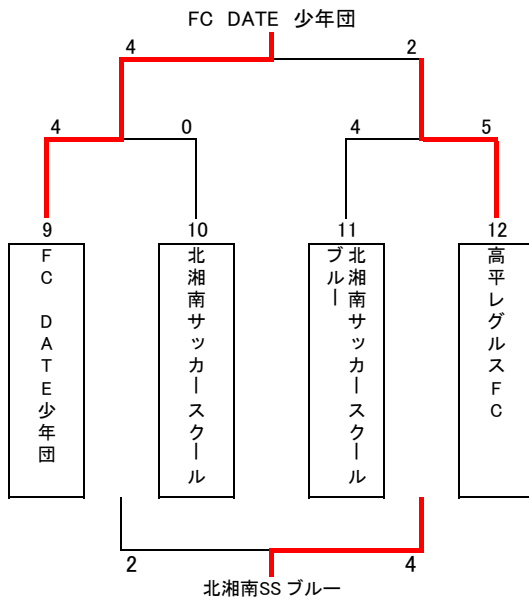 FC DATE 少年団
4
2
4
0
4
5
9
10
11
12
FC DATE少年団
北湘南サッカースクール
北湘南サッカースクール
ブルー
高平レグルスFC
2
4
北湘南SS ブルー